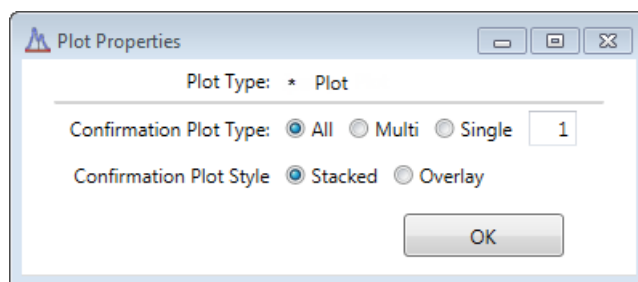 Plot Properties
Plot Type: * Plot
Confirmation Plot Type: All Multi Single 1
Confirmation Plot Style Stacked Overlay
OK